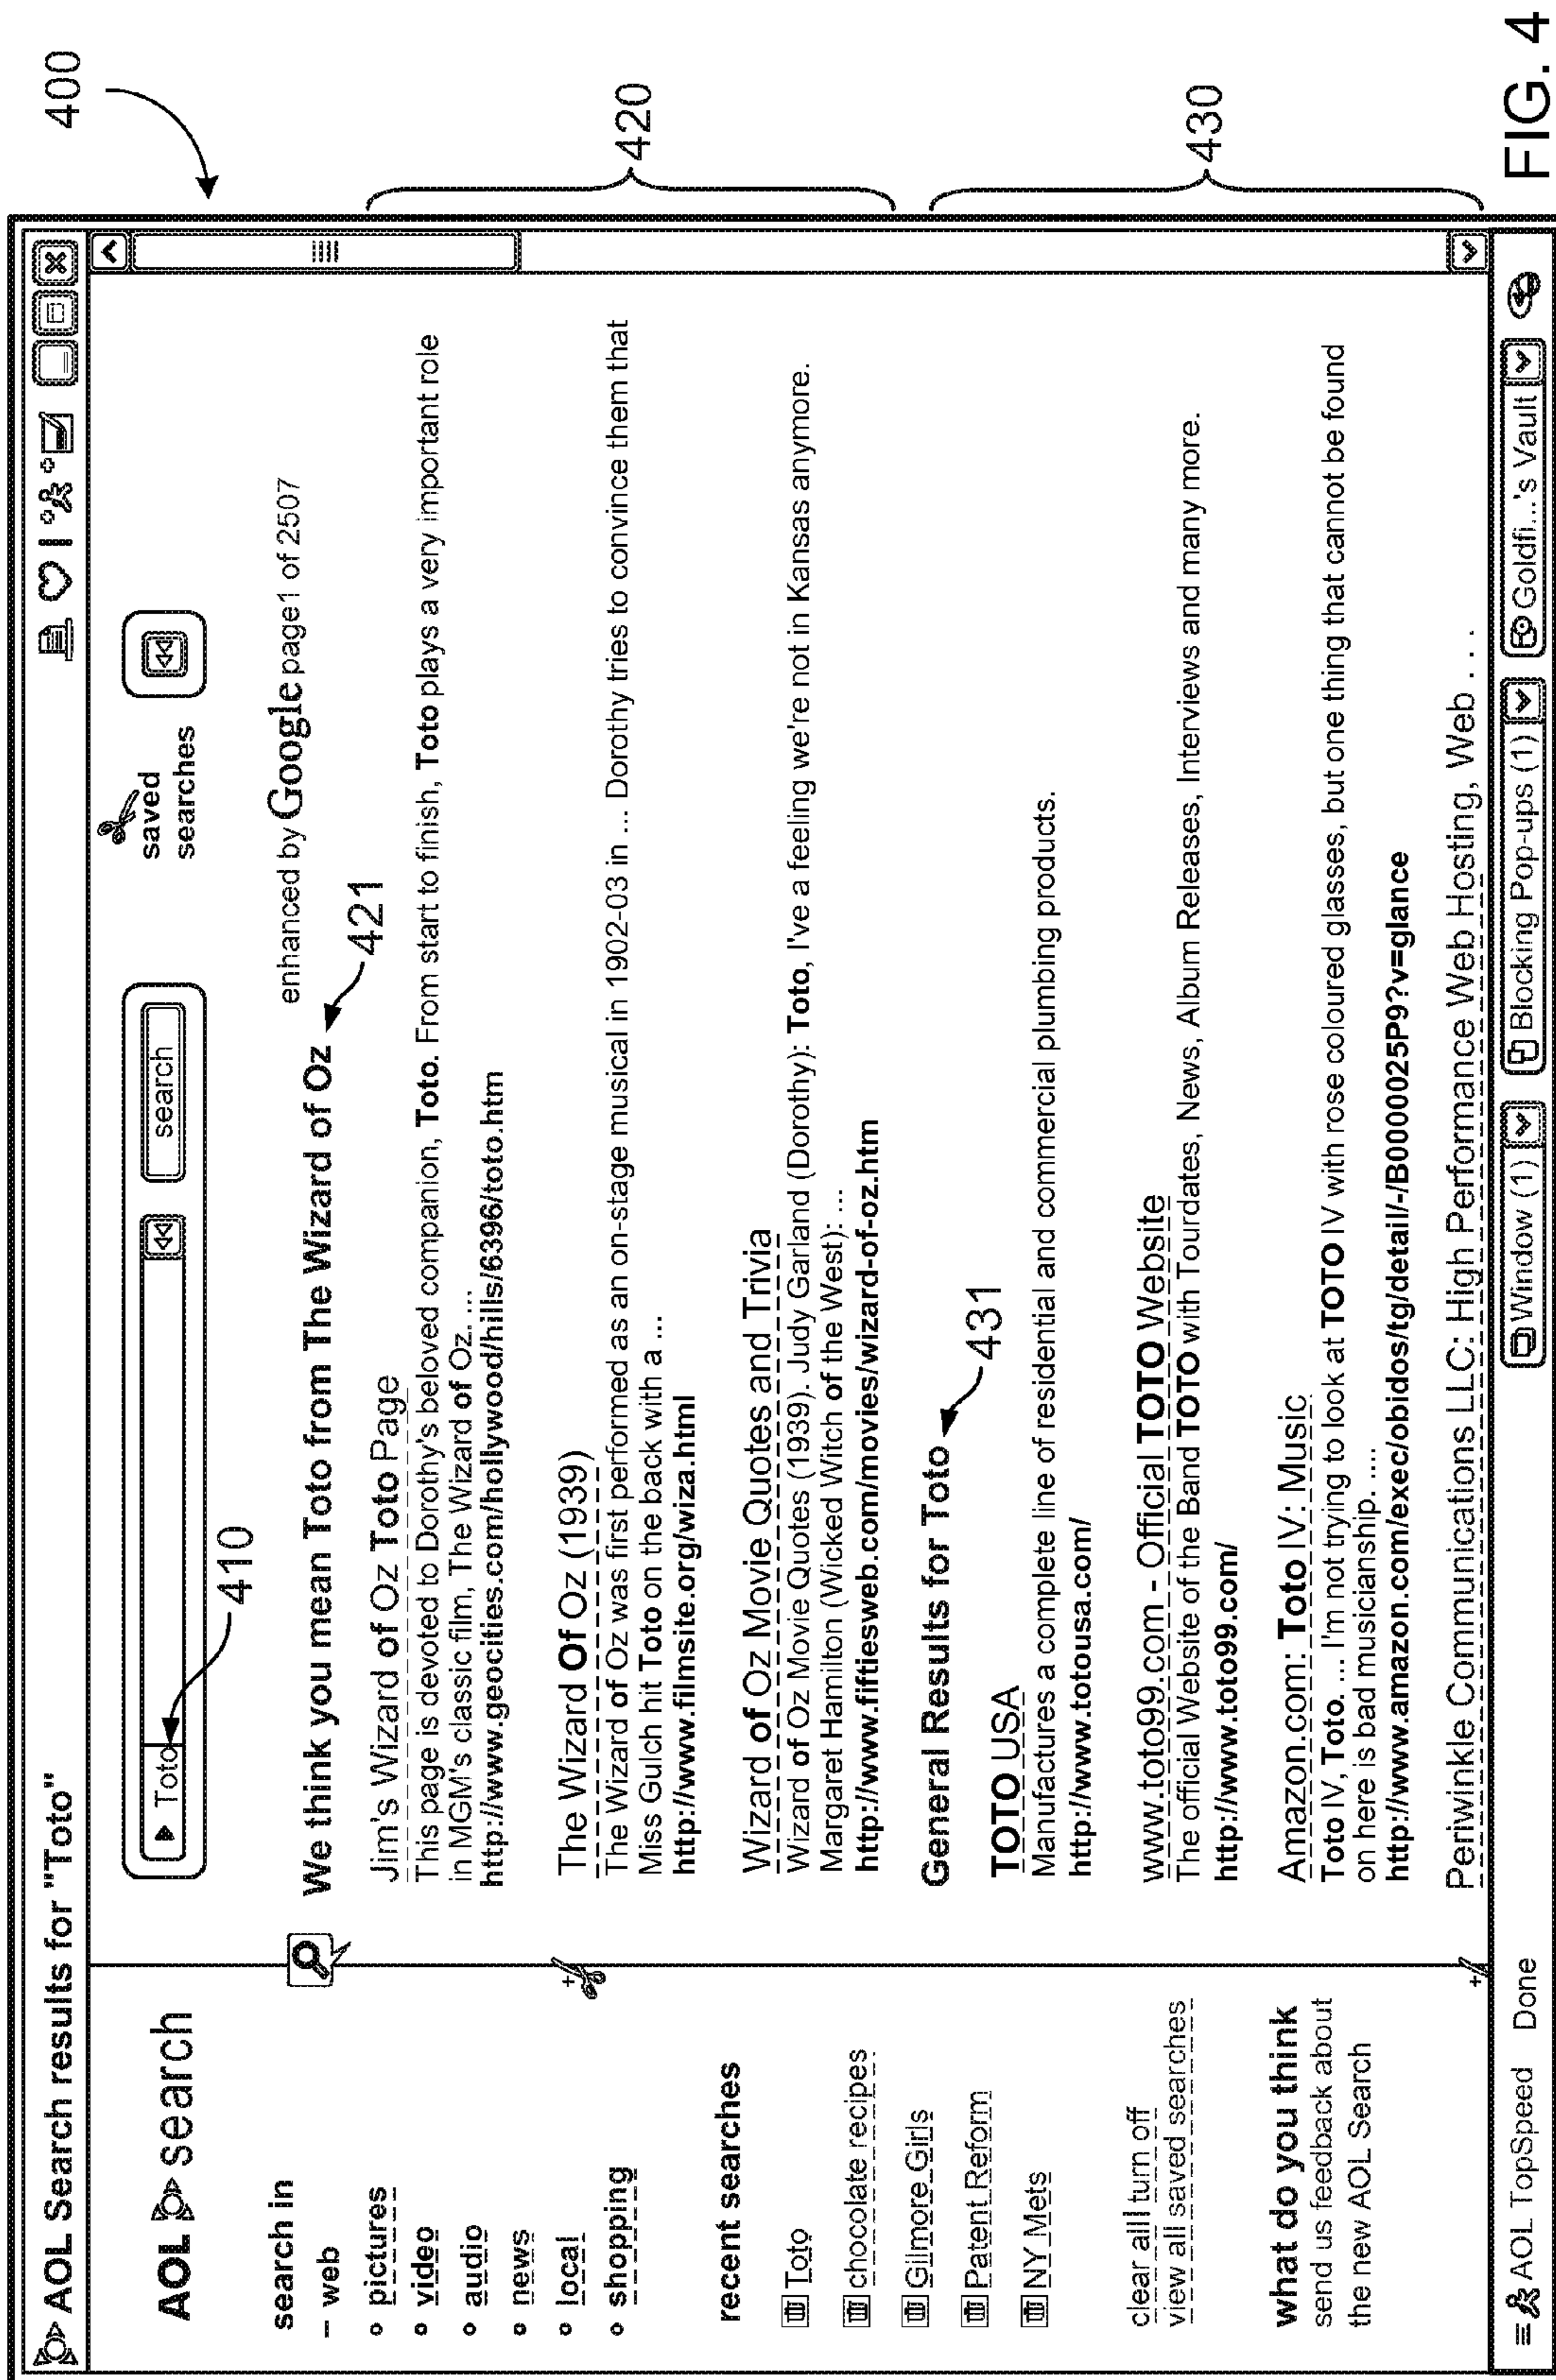 400
AOL Search results for "Toto"
AOL search
Toto
search
saved
searches
410
search in
– web
pictures
video
audio
news
local
shopping
recent searches
Toto
chocolate recipes
Gilmore Girls
Patent Reform
NY Mets
clear all I turn off
view all saved searches
what do you think
send us feedback about
the new AOL Search
enhanced by Google page1 of 2507
We think you mean Toto from The Wizard of Oz
421
Jim's Wizard of Oz Toto Page
This page is devoted to Dorothy's beloved companion, Toto. From start to finish, Toto plays a very important role
in MGM's classic film, The Wizard of Oz. ...
http://www.geocities.com/hollywood/hills/6396/toto.htm
The Wizard Of Oz (1939)
The Wizard of Oz was first performed as an on-stage musical in 1902-03 in ... Dorothy tries to convince them that
Miss Gulch hit Toto on the back with a ...
http://www.filmsite.org/wiza.html
Wizard of Oz Movie Quotes and Trivia
Wizard of Oz Movie Quotes (1939). Judy Garland (Dorothy): Toto, I've a feeling we're not in Kansas anymore.
Margaret Hamilton (Wicked Witch of the West): ...
http://www.fiftiesweb.com/movies/wizard-of-oz.htm
420
General Results for Toto
431
TOTO USA
Manufactures a complete line of residential and commercial plumbing products.
http://www.totousa.com/
www.toto99.com - Official TOTO Website
The official Website of the Band TOTO with Tourdates, News, Album Releases, Interviews and many more.
http://www.toto99.com/
Amazon.com: Toto IV: Music
Toto IV, Toto. ... I'm not trying to look at TOTO IV with rose coloured glasses, but one thing that cannot be found
on here is bad musicianship. ....
http://www.amazon.com/exec/obidos/tg/detail/-/B000002 5P9?v=glance
Periwinkle Communications LLC: High Performance Web Hosting, Web . . .
430
AOL TopSpeed Done
Window (1)
Blocking Pop-ups (1)
Goldfi...'s Vault
FIG. 4